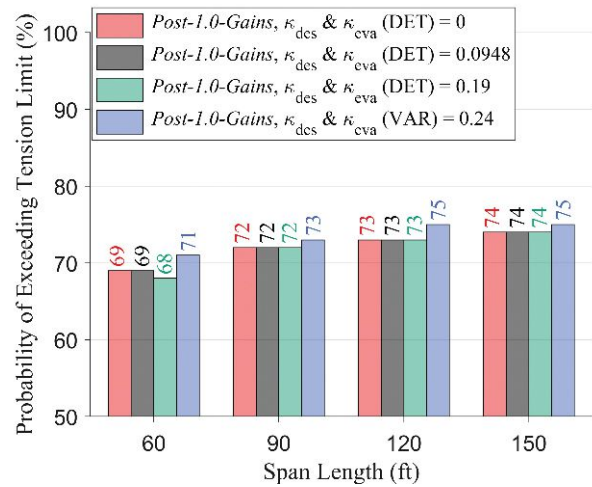 Probability of Exceeding Tension Limit (%)
100
90
80
70
60
50
Post-1.0-Gains, κdes & κeva (DET) = 0
Post-1.0-Gains, κdes & κeva (DET) = 0.0948
Post-1.0-Gains, κdes & κeva (DET) = 0.19
Post-1.0-Gains, κdes & κeva (VAR) = 0.24
69 69 68 71
72 72 72 73
73 73 73 75
74 74 74 75
60 90 120 150
Span Length (ft)